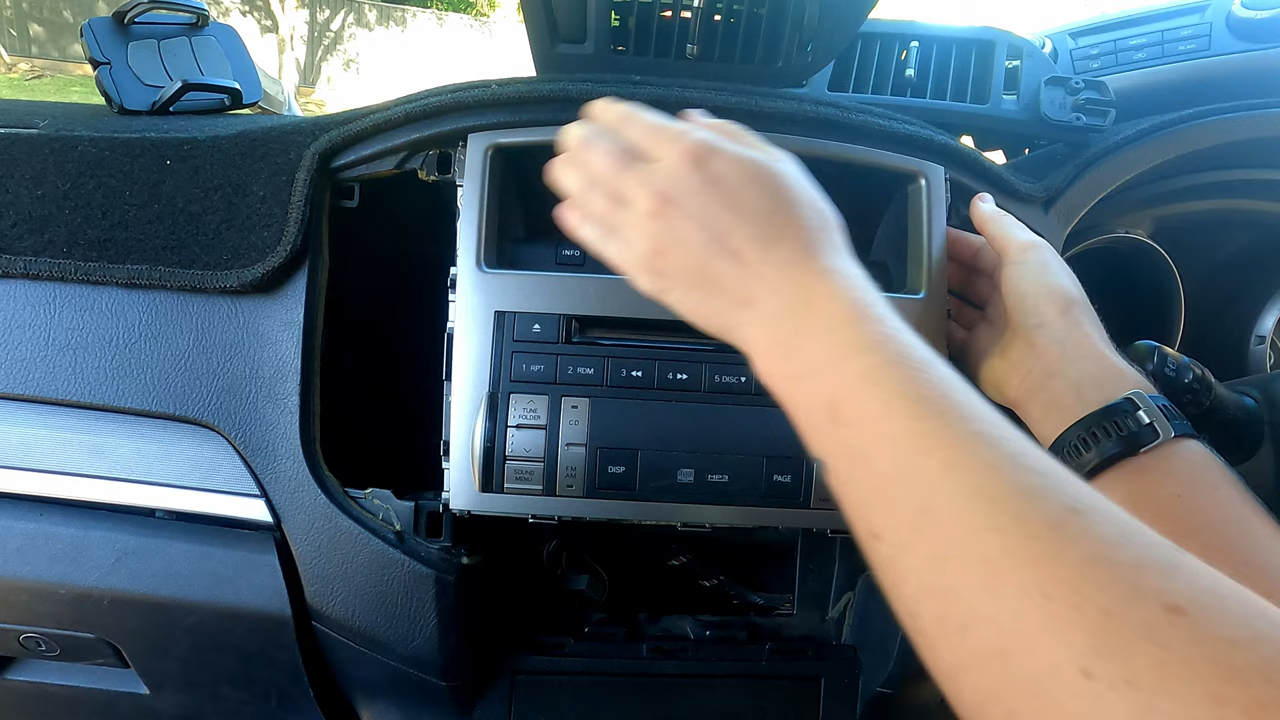 INFO
1 RPT
2 RDM
3
4
5 DISC
TUNE
FOLDER
CD
SOUND
MENU
FM
AM
DISP
MP3
PAGE